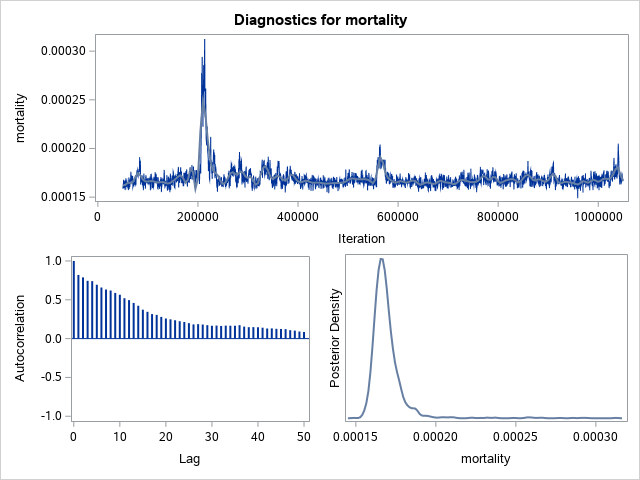 Diagnostics for mortality
0.00030
0.00025
0.00020
0.00015
mortality
0 200000 400000 600000 800000 1000000
Iteration
1.0
0.5
0.0
-0.5
-1.0
Autocorrelation
0 10 20 30 40 50
Lag
Posterior Density
0.00015 0.00020 0.00025 0.00030
mortality